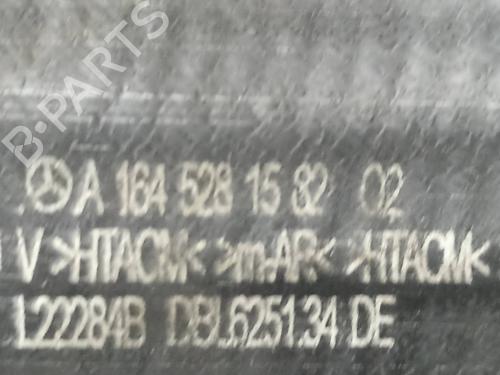 B-PARTS
A 164 528 15 82 02
V >HTACM< >m.AR< >HTACM<
L22284B DBL6251.34 DE